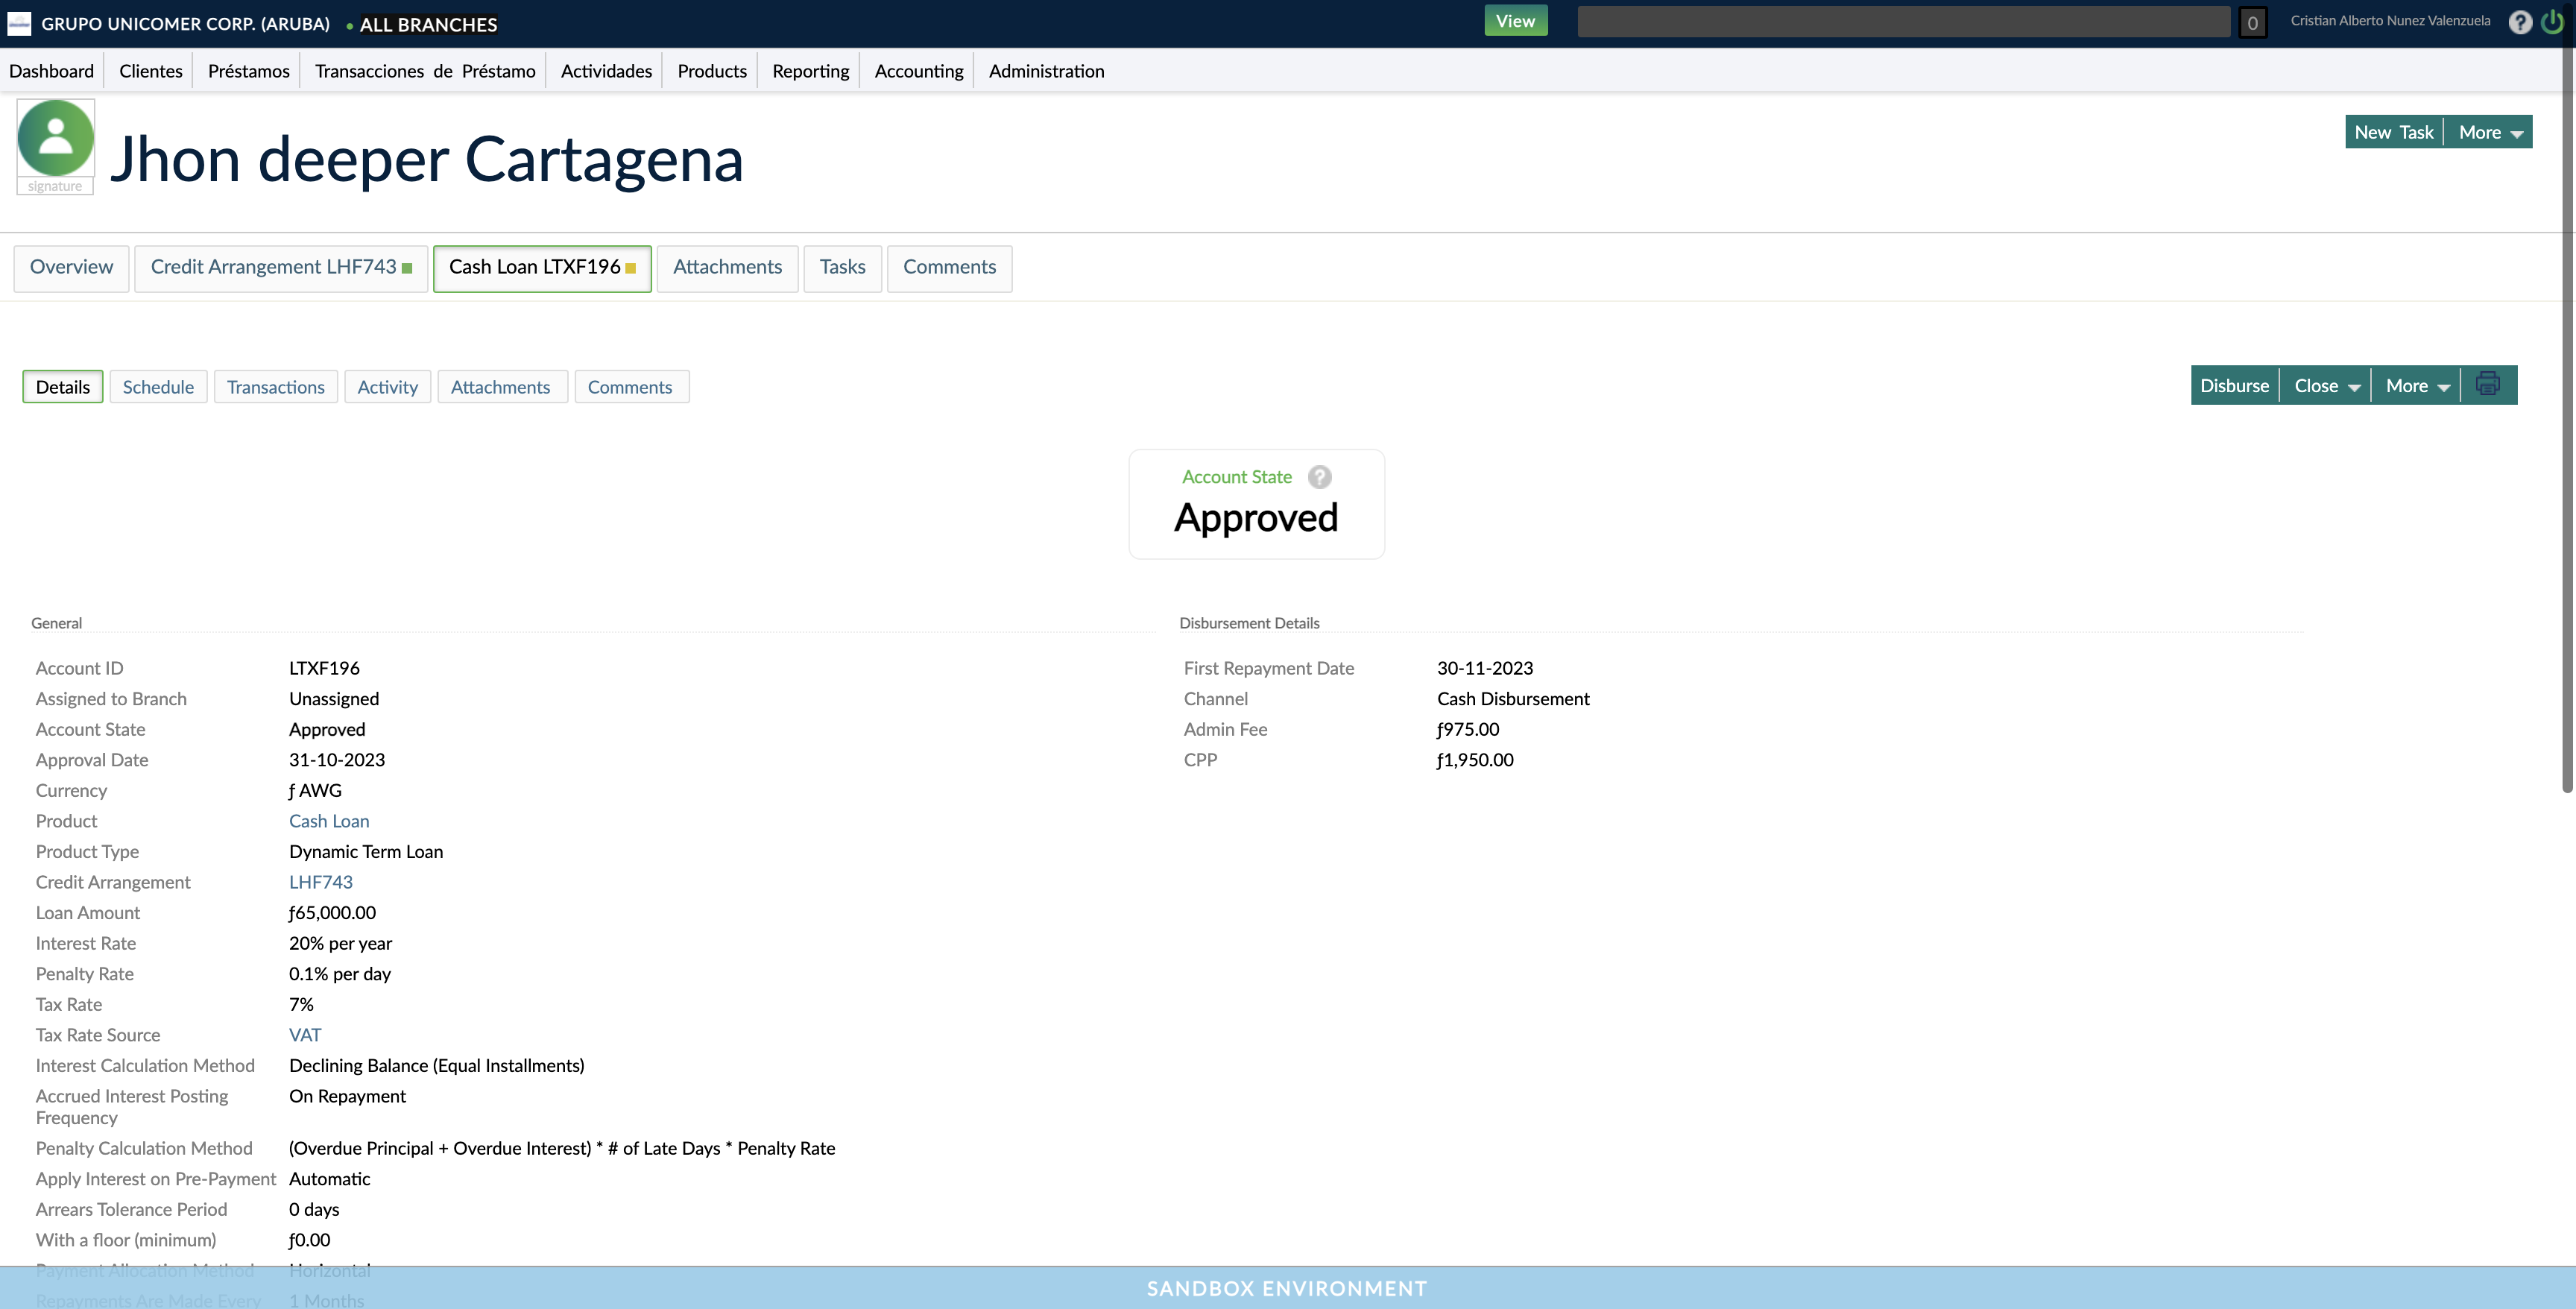 GRUPO UNICOMER CORP. (ARUBA) • ALL BRANCHES View 0 Cristian Alberto Nunez Valenzuela ?
Dashboard Clientes Préstamos Transacciones de Préstamo Actividades Products Reporting Accounting Administration
signature
Jhon deeper Cartagena
New Task More
Overview Credit Arrangement LHF743 Cash Loan LTXF196 Attachments Tasks Comments
Details Schedule Transactions Activity Attachments Comments
Disburse Close More
Account State ?
Approved
General
Account ID LTXF196
Assigned to Branch Unassigned
Account State Approved
Approval Date 31-10-2023
Currency ƒ AWG
Product Cash Loan
Product Type Dynamic Term Loan
Credit Arrangement LHF743
Loan Amount ƒ65,000.00
Interest Rate 20% per year
Penalty Rate 0.1% per day
Tax Rate 7%
Tax Rate Source VAT
Interest Calculation Method Declining Balance (Equal Installments)
Accrued Interest Posting On Repayment
Frequency
Penalty Calculation Method (Overdue Principal + Overdue Interest) * # of Late Days * Penalty Rate
Apply Interest on Pre-Payment Automatic
Arrears Tolerance Period 0 days
With a floor (minimum) ƒ0.00
Payment Allocation Method Horizontal
Repayments Are Made Every 1 Months
Disbursement Details
First Repayment Date 30-11-2023
Channel Cash Disbursement
Admin Fee ƒ975.00
CPP ƒ1,950.00
SANDBOX ENVIRONMENT